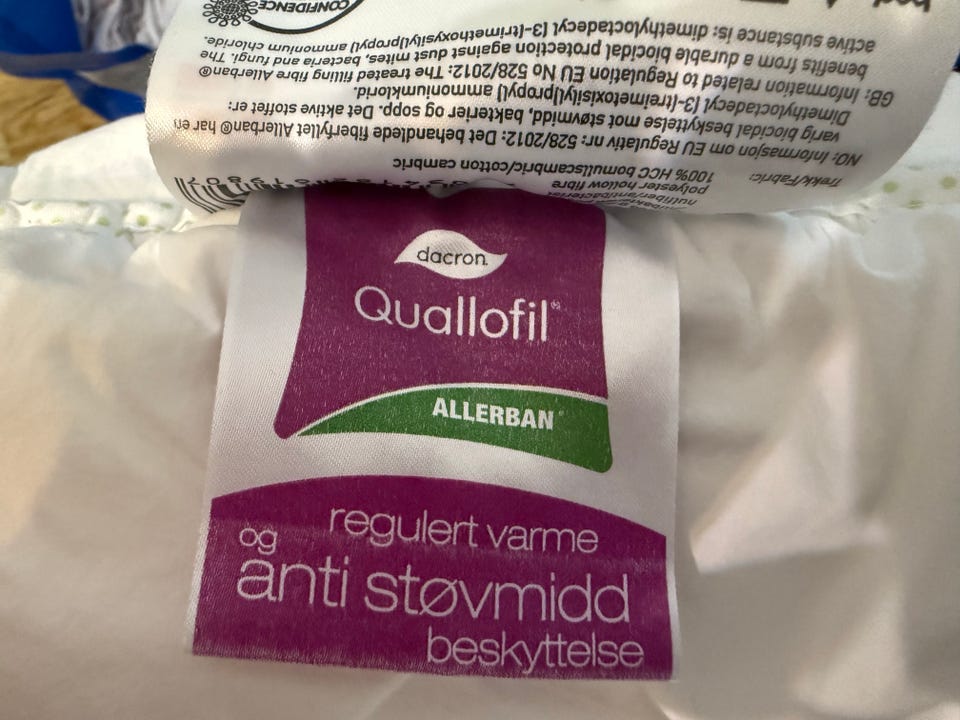 dacron.
Quallofil®
ALLERBAN®
regulert varme
og
anti støvmidd
beskyttelse
polyester hollow fibre
Trekk/Fabric: 100% HCC bomullscambric/cotton cambric
NO: Informasjon om EU Regulativ nr. 528/2012: Det behandlede fiberfyllet Allerban® har en
varig biocidal beskyttelse mot støvmidd, bakterier og sopp. Det aktive stoffet er:
Dimethyloctadecyl [3-(treimetoxisilyl)propyl] ammoniumklorid.
GB: Information related to Regulation EU No 528/2012: The treated filling fibre Allerban®
benefits from a durable biocidal protection against dust mites, bacteria and fungi. The
active substance is: dimethyloctadecyl [3-(trimethoxysilyl)propyl] ammonium chloride.
CONFIDENCE